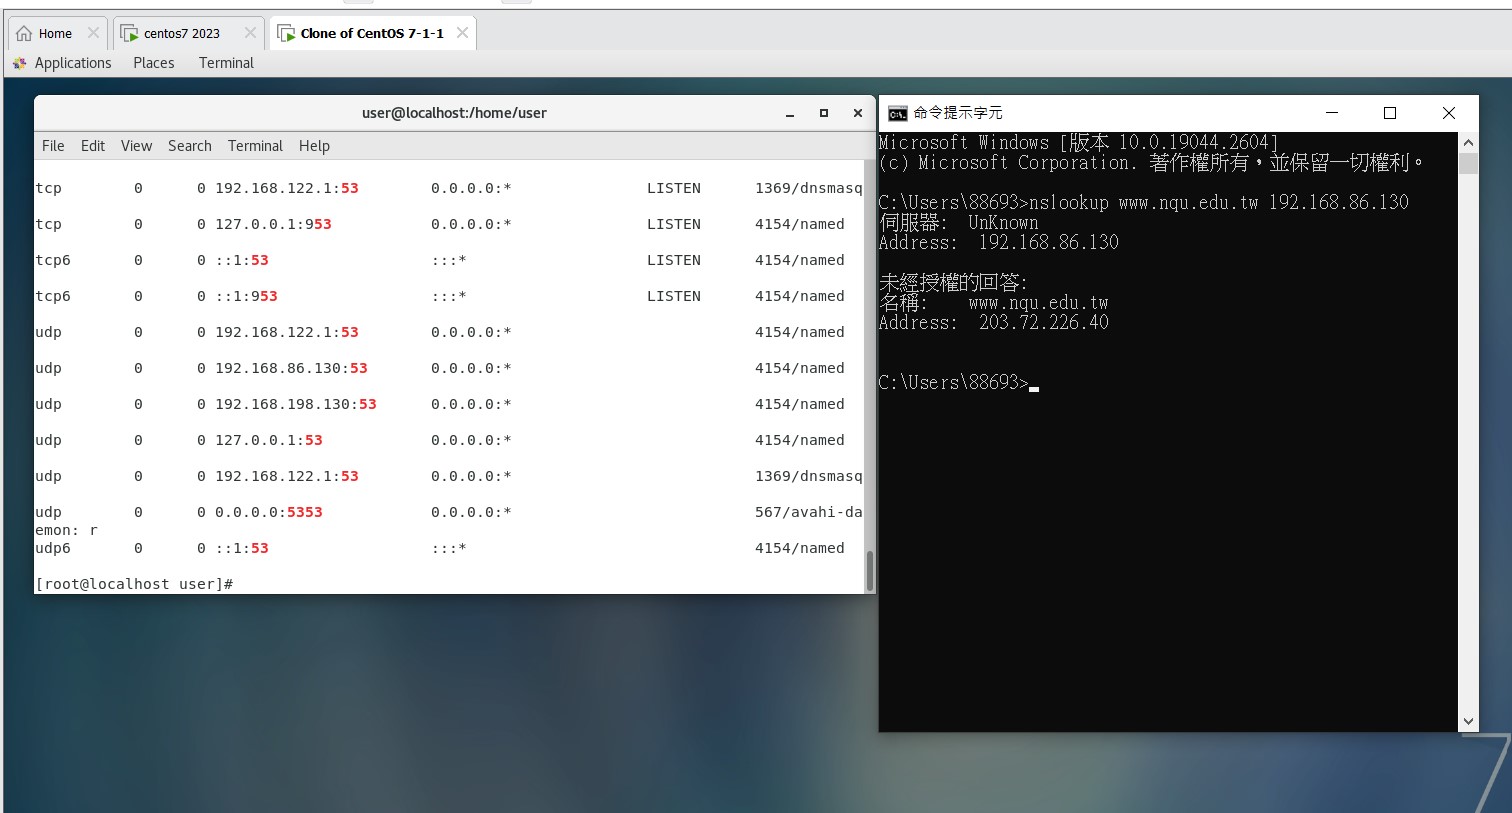 Home
centos7 2023
Clone of CentOS 7-1-1
Applications Places Terminal
user@localhost:/home/user
File Edit View Search Terminal Help
tcp 0 0 192.168.122.1:53 0.0.0.0:* LISTEN 1369/dnsmasq
tcp 0 0 127.0.0.1:953 0.0.0.0:* LISTEN 4154/named
tcp6 0 0 ::1:53 :::* LISTEN 4154/named
tcp6 0 0 ::1:953 :::* LISTEN 4154/named
udp 0 0 192.168.122.1:53 0.0.0.0:* 4154/named
udp 0 0 192.168.86.130:53 0.0.0.0:* 4154/named
udp 0 0 192.168.198.130:53 0.0.0.0:* 4154/named
udp 0 0 127.0.0.1:53 0.0.0.0:* 4154/named
udp 0 0 192.168.122.1:53 0.0.0.0:* 1369/dnsmasq
udp 0 0 0.0.0.0:5353 0.0.0.0:* 567/avahi-da
emon: r
udp6 0 0 ::1:53 :::* 4154/named
[root@localhost user]#
命令提示字元
Microsoft Windows [版本 10.0.19044.2604]
(c) Microsoft Corporation. 著作權所有，並保留一切權利。
C:\Users\88693>nslookup www.nqu.edu.tw 192.168.86.130
伺服器: UnKnown
Address: 192.168.86.130
未經授權的回答:
名稱: www.nqu.edu.tw
Address: 203.72.226.40
C:\Users\88693>
7